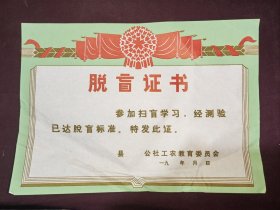 脱盲证书
参加扫盲学习，经测验
已达脱盲标准。特发此证。
县 公社工农教育委员会
一九 年 月 日